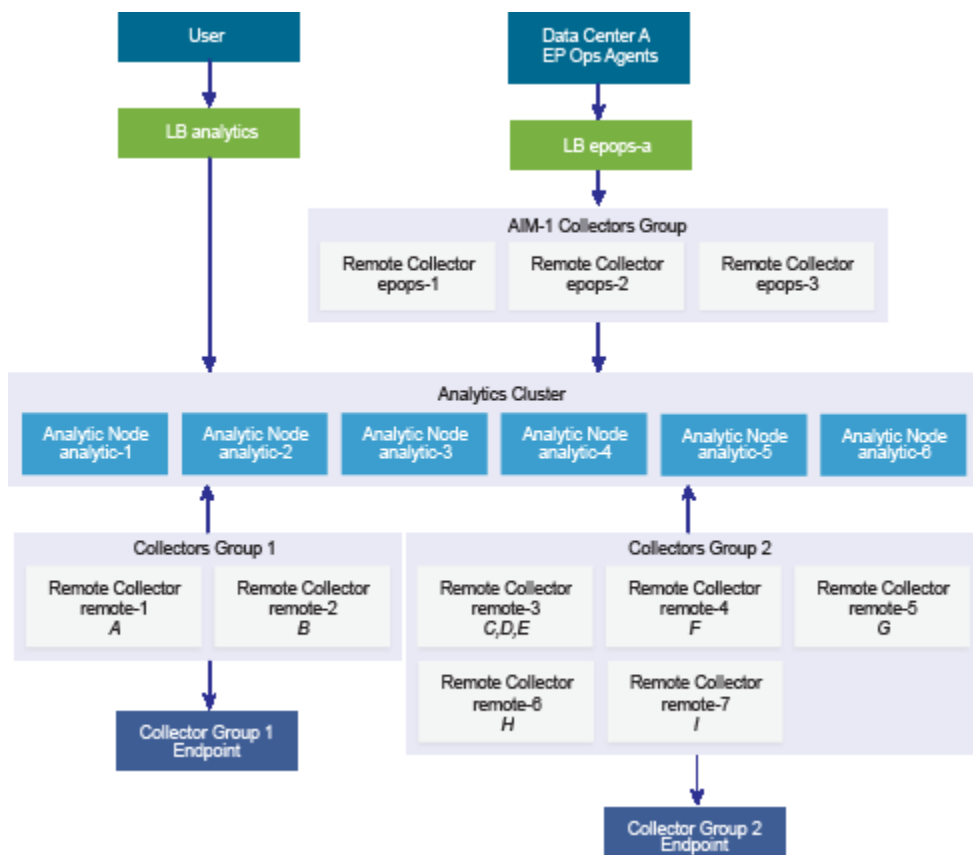 User
Data Center A
EP Ops Agents
LB analytics
LB epops-a
AIM-1 Collectors Group
Remote Collector
epops-1
Remote Collector
epops-2
Remote Collector
epops-3
Analytics Cluster
Analytic Node
analytic-1
Analytic Node
analytic-2
Analytic Node
analytic-3
Analytic Node
analytic-4
Analytic Node
analytic-5
Analytic Node
analytic-6
Collectors Group 1
Remote Collector
remote-1
A
Remote Collector
remote-2
B
Collector Group 1
Endpoint
Collectors Group 2
Remote Collector
remote-3
C,D,E
Remote Collector
remote-4
F
Remote Collector
remote-5
G
Remote Collector
remote-6
H
Remote Collector
remote-7
I
Collector Group 2
Endpoint